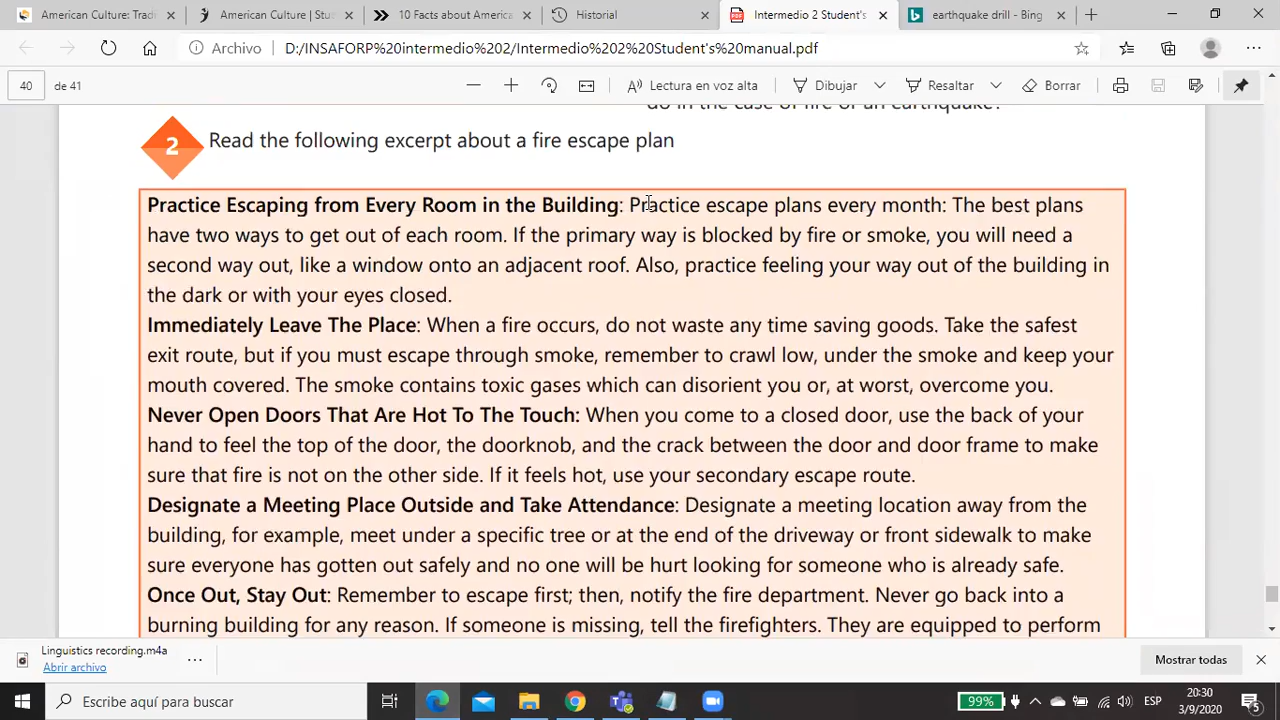 American Culture: Tradi
American Culture | Stud
10 Facts about America
Historial
Intermedio 2 Student's
earthquake drill - Bing
Archivo
D:/INSAFORP%20intermedio%202/Intermedio%202%20Student's%20manual.pdf
40 de 41
Lectura en voz alta
Dibujar
Resaltar
Borrar
do in the case of fire or an earthquake?
2 Read the following excerpt about a fire escape plan
Practice Escaping from Every Room in the Building: Practice escape plans every month: The best plans
have two ways to get out of each room. If the primary way is blocked by fire or smoke, you will need a
second way out, like a window onto an adjacent roof. Also, practice feeling your way out of the building in
the dark or with your eyes closed.
Immediately Leave The Place: When a fire occurs, do not waste any time saving goods. Take the safest
exit route, but if you must escape through smoke, remember to crawl low, under the smoke and keep your
mouth covered. The smoke contains toxic gases which can disorient you or, at worst, overcome you.
Never Open Doors That Are Hot To The Touch: When you come to a closed door, use the back of your
hand to feel the top of the door, the doorknob, and the crack between the door and door frame to make
sure that fire is not on the other side. If it feels hot, use your secondary escape route.
Designate a Meeting Place Outside and Take Attendance: Designate a meeting location away from the
building, for example, meet under a specific tree or at the end of the driveway or front sidewalk to make
sure everyone has gotten out safely and no one will be hurt looking for someone who is already safe.
Once Out, Stay Out: Remember to escape first; then, notify the fire department. Never go back into a
burning building for any reason. If someone is missing, tell the firefighters. They are equipped to perform
Linguistics recording.m4a
Abrir archivo
Mostrar todas
Escribe aquí para buscar
99%
ESP
20:30
3/9/2020
5